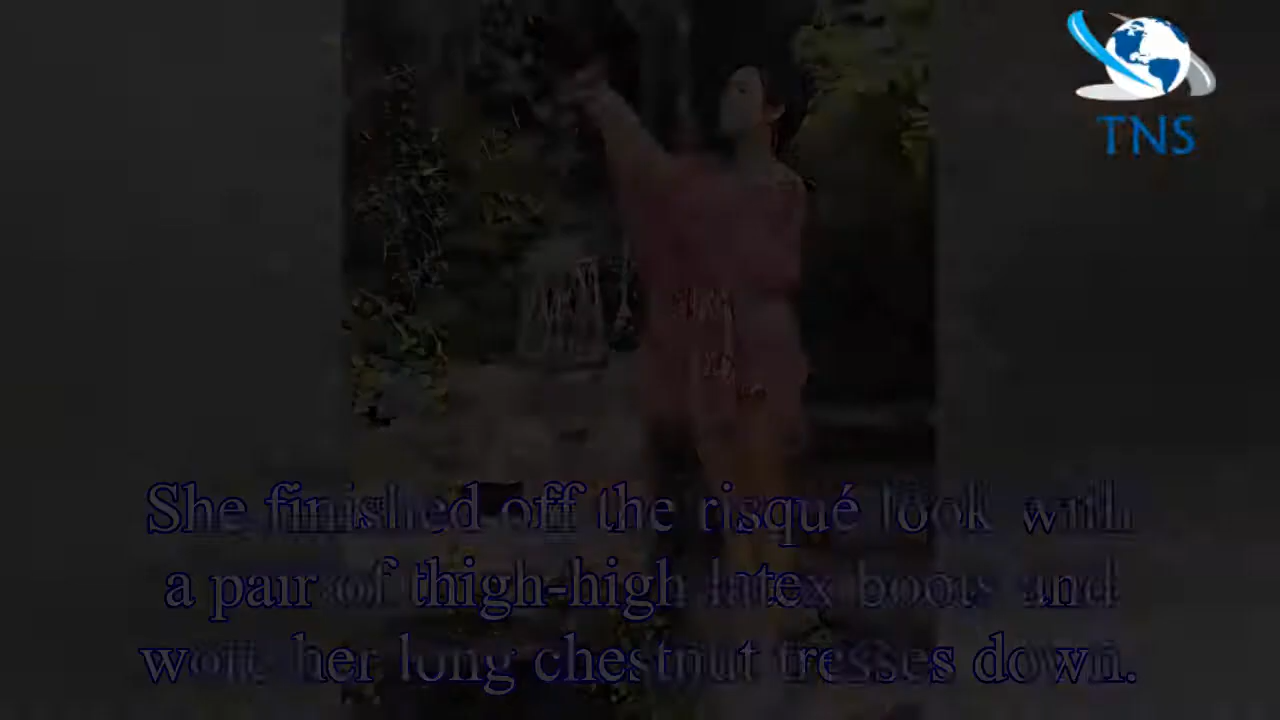 TNS
She finished off the risqué look with
a pair of thigh-high latex boots and
wore her long chestnut tresses down.